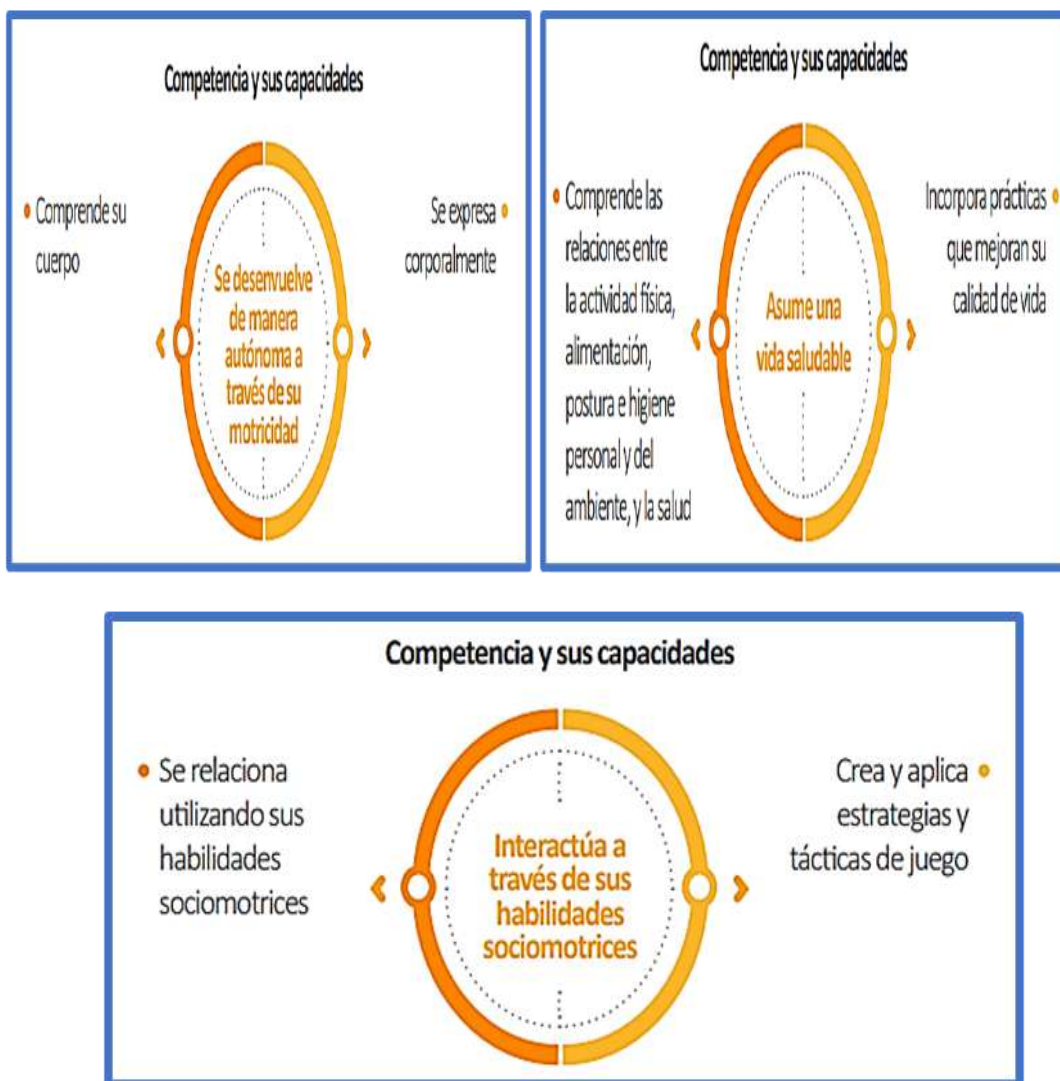 Competencia y sus capacidades
• Comprende su
cuerpo
Se desenvuelve
de manera
autónoma a
través de su
motricidad
Se expresa •
corporalmente
Competencia y sus capacidades
• Comprende las
relaciones entre
la actividad física,
alimentación,
postura e higiene
personal y del
ambiente, y la salud
Asume una
vida saludable
Incorpora prácticas •
que mejoran su
calidad de vida
Competencia y sus capacidades
• Se relaciona
utilizando sus
habilidades
sociomotrices
Interactúa a
través de sus
habilidades
sociomotrices
Crea y aplica •
estrategias y
tácticas de juego